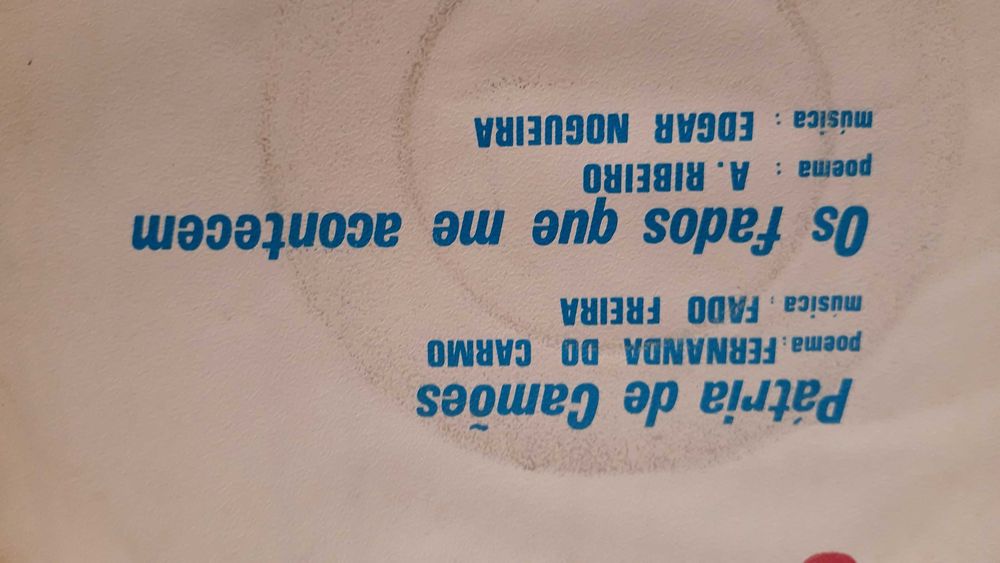 Pátria de Camões
poema: FERNANDA DO CARMO
música: FADO FREIRA
Os fados que me acontecem
poema: A. RIBEIRO
música: EDGAR NOGUEIRA